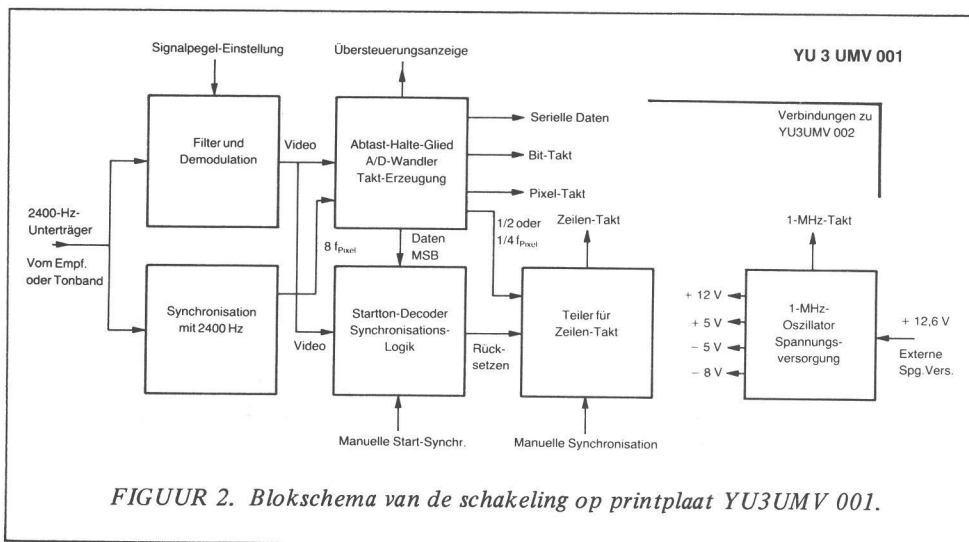 Signalpegel-Einstellung
Übersteuerungsanzeige
YU 3 UMV 001
Filter und
Demodulation
Video
Abtast-Halte-Glied
A/D-Wandler
Takt-Erzeugung
Serielle Daten
Bit-Takt
Pixel-Takt
Verbindungen zu
YU3UMV 002
2400-Hz-
Unterträger
Vom Empf.
oder Tonband
8 fPixel
Daten
MSB
1/2 oder
1/4 fPixel
Zeilen-Takt
1-MHz-Takt
Synchronisation
mit 2400 Hz
Video
Startton-Decoder
Synchronisations-
Logik
Rück-
setzen
Teiler für
Zeilen-Takt
+ 12 V
+ 5 V
– 5 V
– 8 V
1-MHz-
Oszillator
Spannungs-
versorgung
+ 12,6 V
Externe
Spg.Vers.
Manuelle Start-Synchr.
Manuelle Synchronisation
FIGUUR 2. Blokschema van de schakeling op printplaat YU3UMV 001.